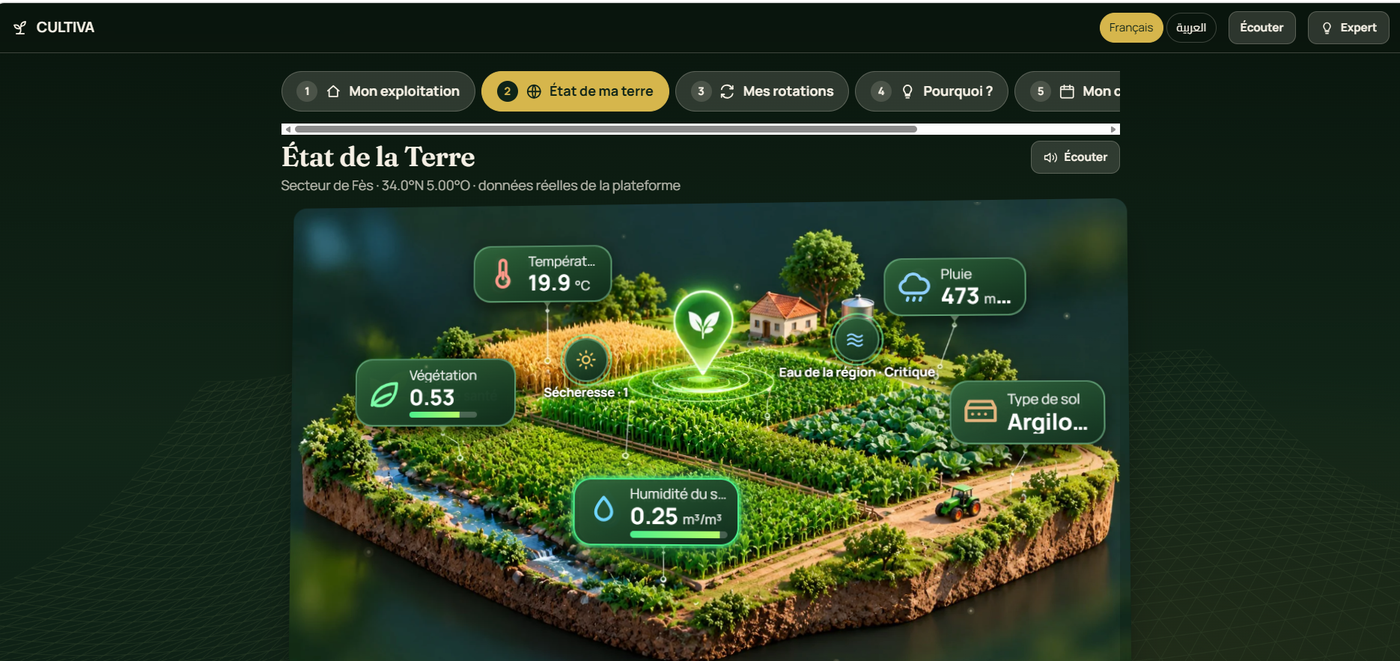 CULTIVA
Français
العربية
Écouter
Expert
1 Mon exploitation
2 État de ma terre
3 Mes rotations
4 Pourquoi ?
5 Mon c
État de la Terre
Écouter
Secteur de Fès · 34.0°N 5.00°O · données réelles de la plateforme
Températ...
19.9 °C
Pluie
473 m...
Végétation
0.53
Sécheresse · 1
Eau de la région · Critique
Type de sol
Argilo...
Humidité du s...
0.25 m³/m³